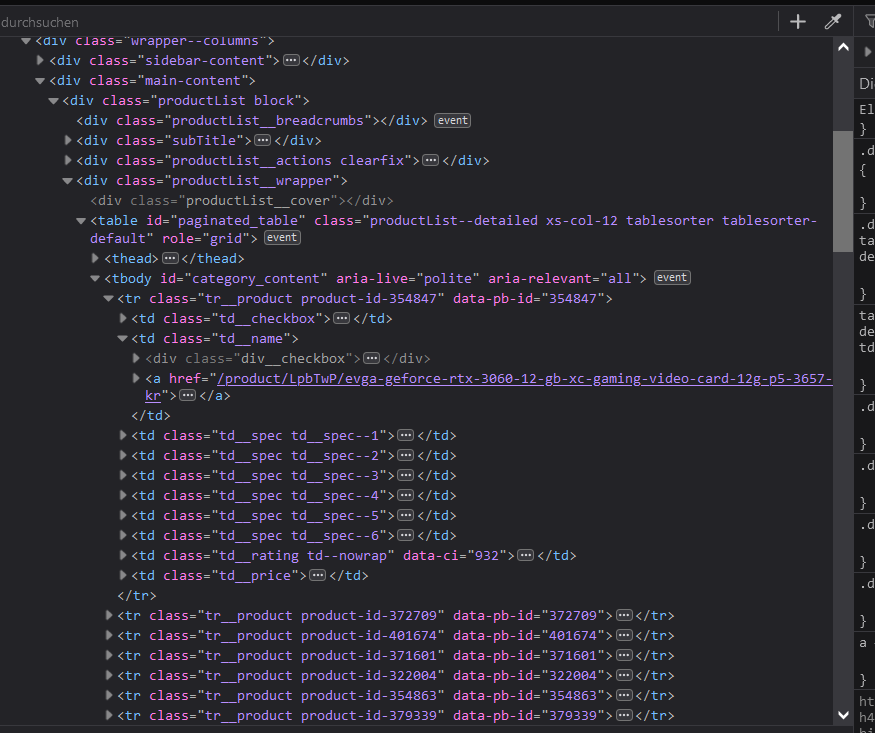 durchsuchen
<div class="wrapper--columns">
<div class="sidebar-content"></div>
<div class="main-content">
<div class="productList block">
<div class="productList__breadcrumbs"></div> event
<div class="subTitle"></div>
<div class="productList__actions clearfix"></div>
<div class="productList__wrapper">
<div class="productList__cover"></div>
<table id="paginated_table" class="productList--detailed xs-col-12 tablesorter tablesorter-
default" role="grid"> event
<thead></thead>
<tbody id="category_content" aria-live="polite" aria-relevant="all"> event
<tr class="tr__product product-id-354847" data-pb-id="354847">
<td class="td__checkbox"></td>
<td class="td__name">
<div class="div__checkbox"></div>
<a href="/product/LpbTwP/evga-geforce-rtx-3060-12-gb-xc-gaming-video-card-12g-p5-3657-
kr"></a>
</td>
<td class="td__spec td__spec--1"></td>
<td class="td__spec td__spec--2"></td>
<td class="td__spec td__spec--3"></td>
<td class="td__spec td__spec--4"></td>
<td class="td__spec td__spec--5"></td>
<td class="td__spec td__spec--6"></td>
<td class="td__rating td--nowrap" data-ci="932"></td>
<td class="td__price"></td>
</tr>
<tr class="tr__product product-id-372709" data-pb-id="372709"></tr>
<tr class="tr__product product-id-401674" data-pb-id="401674"></tr>
<tr class="tr__product product-id-371601" data-pb-id="371601"></tr>
<tr class="tr__product product-id-322004" data-pb-id="322004"></tr>
<tr class="tr__product product-id-354863" data-pb-id="354863"></tr>
<tr class="tr__product product-id-379339" data-pb-id="379339"></tr>
Di
El
}
.d
{
}
.d
ta
de
}
ta
de
td
}
.d
}
.d
}
.d
}
.d
}
a
}
ht
h4